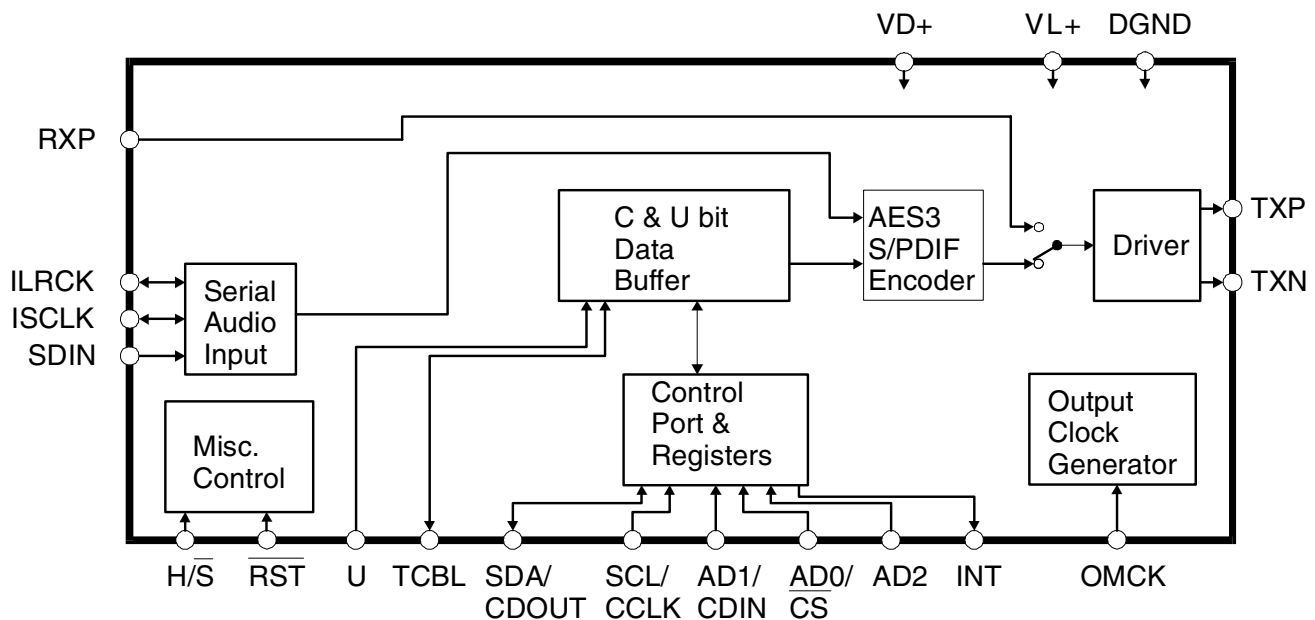 VD+ VL+ DGND
RXP
C & U bit
Data
Buffer
AES3
S/PDIF
Encoder
Driver
TXP
TXN
ILRCK
ISCLK
SDIN
Serial
Audio
Input
Misc.
Control
Control
Port &
Registers
Output
Clock
Generator
H/S̅ R̅S̅T̅ U TCBL SDA/ SCL/ AD1/ AD0/ AD2 INT OMCK
CDOUT CCLK CDIN C̅S̅